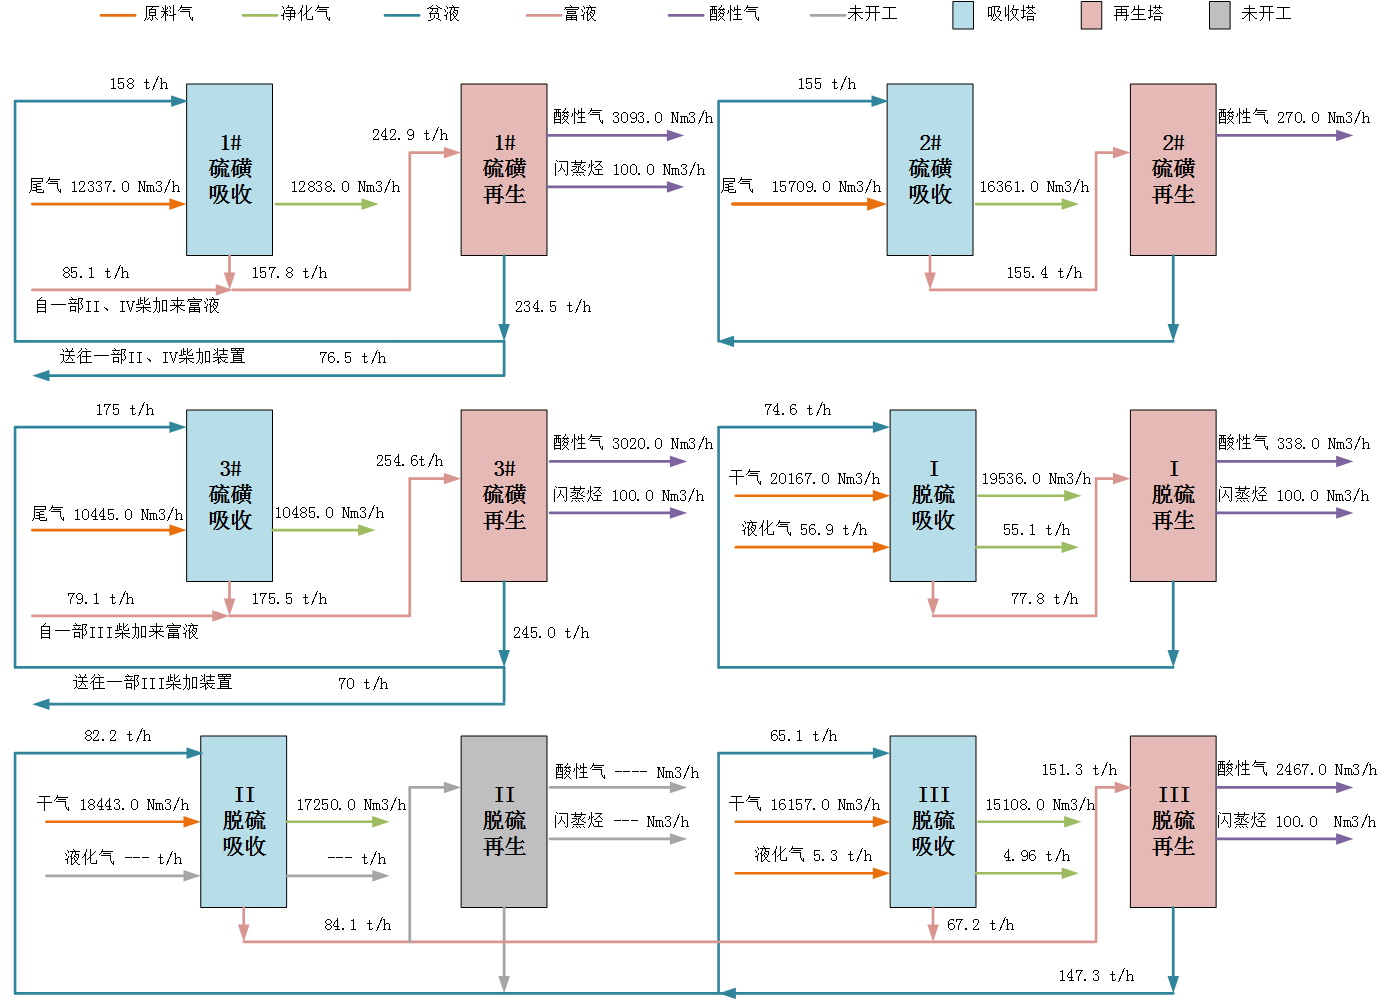 原料气
净化气
贫液
富液
酸性气
未开工
吸收塔
再生塔
未开工
158 t/h
1#
硫磺
吸收
尾气 12337.0 Nm3/h
12838.0 Nm3/h
85.1 t/h
157.8 t/h
自一部II、IV柴加来富液
242.9 t/h
1#
硫磺
再生
酸性气 3093.0 Nm3/h
闪蒸烃 100.0 Nm3/h
234.5 t/h
送往一部II、IV柴加装置 76.5 t/h
155 t/h
2#
硫磺
吸收
尾气 15709.0 Nm3/h
16361.0 Nm3/h
155.4 t/h
2#
硫磺
再生
酸性气 270.0 Nm3/h
175 t/h
3#
硫磺
吸收
尾气 10445.0 Nm3/h
10485.0 Nm3/h
79.1 t/h
175.5 t/h
自一部III柴加来富液
254.6t/h
3#
硫磺
再生
酸性气 3020.0 Nm3/h
闪蒸烃 100.0 Nm3/h
245.0 t/h
送往一部III柴加装置 70 t/h
74.6 t/h
I
脱硫
吸收
干气 20167.0 Nm3/h
19536.0 Nm3/h
液化气 56.9 t/h
55.1 t/h
77.8 t/h
I
脱硫
再生
酸性气 338.0 Nm3/h
闪蒸烃 100.0 Nm3/h
82.2 t/h
II
脱硫
吸收
干气 18443.0 Nm3/h
17250.0 Nm3/h
液化气 --- t/h
--- t/h
84.1 t/h
II
脱硫
再生
酸性气 ---- Nm3/h
闪蒸烃 --- Nm3/h
65.1 t/h
III
脱硫
吸收
干气 16157.0 Nm3/h
15108.0 Nm3/h
液化气 5.3 t/h
4.96 t/h
67.2 t/h
151.3 t/h
III
脱硫
再生
酸性气 2467.0 Nm3/h
闪蒸烃 100.0 Nm3/h
147.3 t/h